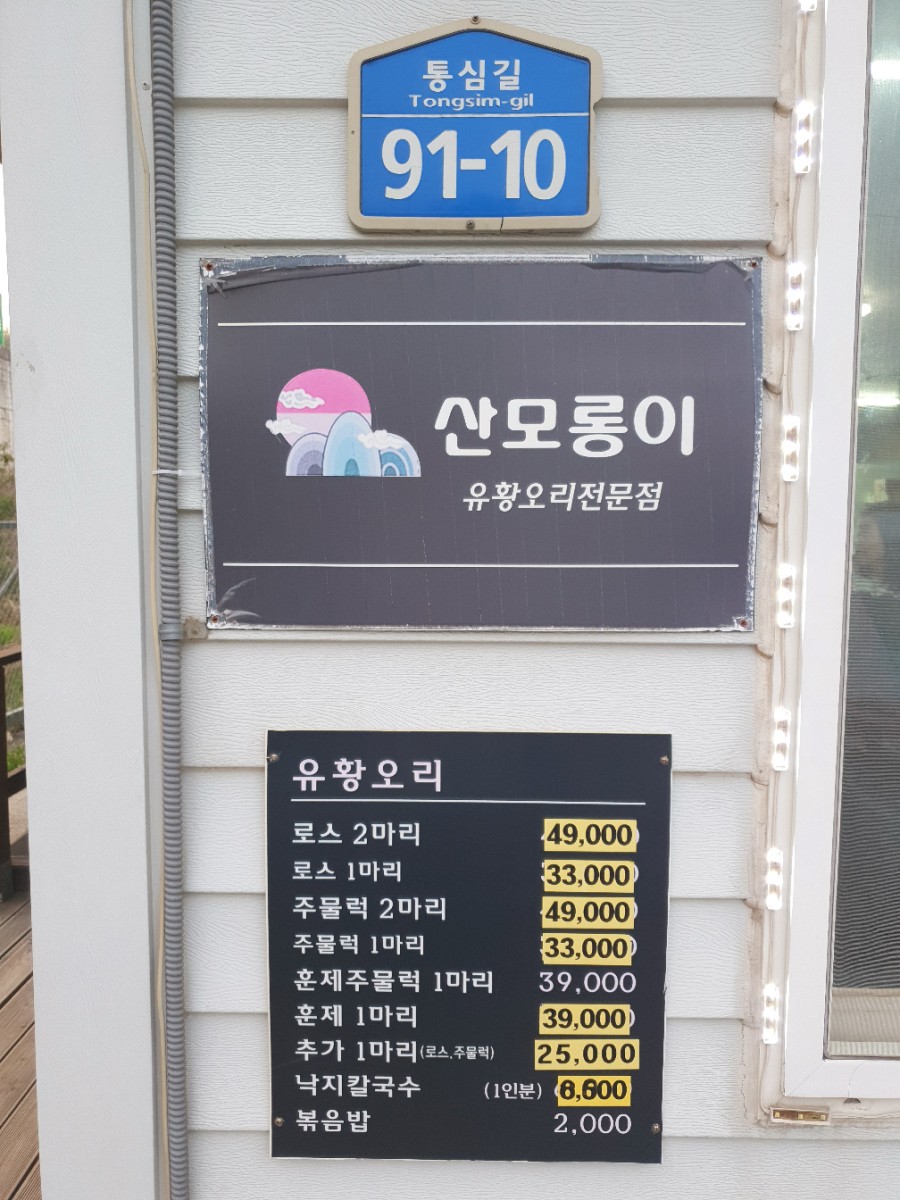 통심길
Tongsim-gil
91-10
산모롱이
유황오리전문점
유황오리
로스 2마리 49,000
로스 1마리 33,000
주물럭 2마리 49,000
주물럭 1마리 33,000
훈제주물럭 1마리 39,000
훈제 1마리 39,000
추가 1마리(로스.주물럭) 25,000
낙지칼국수 (1인분)
볶음밥 2,000